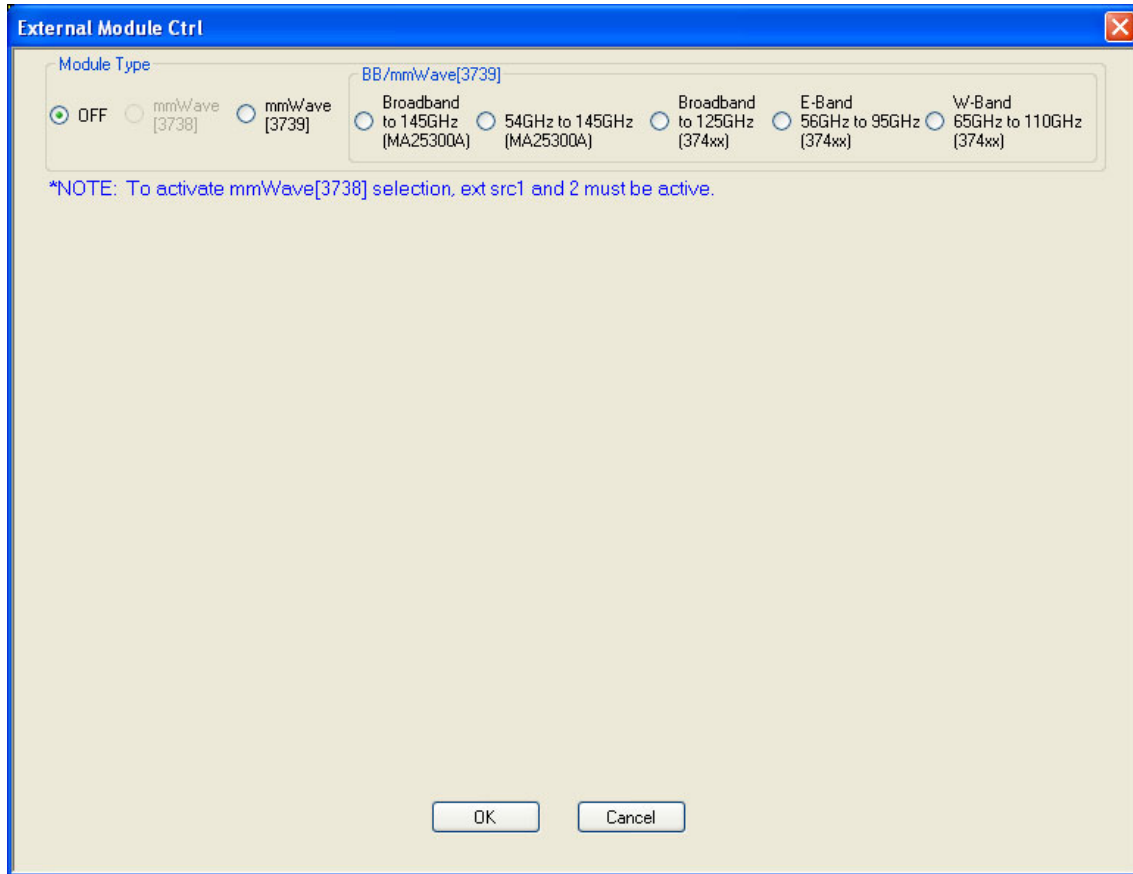 External Module Ctrl
Module Type
BB/mmWave[3739]
OFF
mmWave
[3738]
mmWave
[3739]
Broadband
to 145GHz
(MA25300A)
54GHz to 145GHz
(MA25300A)
Broadband
to 125GHz
(374xx)
E-Band
56GHz to 95GHz
(374xx)
W-Band
65GHz to 110GHz
(374xx)
*NOTE: To activate mmWave[3738] selection, ext src1 and 2 must be active.
OK
Cancel